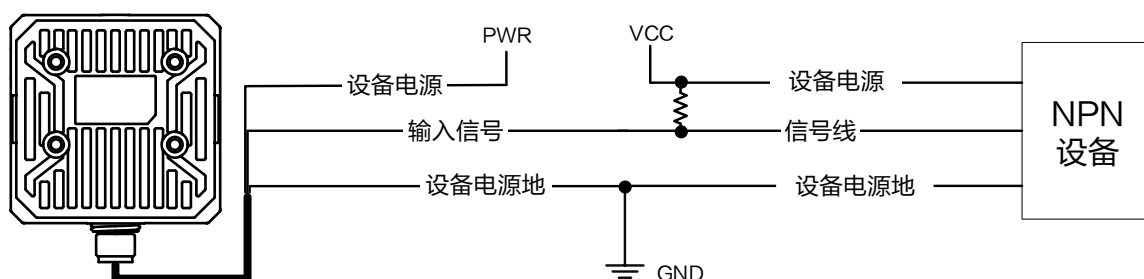 PWR
VCC
设备电源
设备电源
输入信号
信号线
设备电源地
设备电源地
GND
NPN
设备